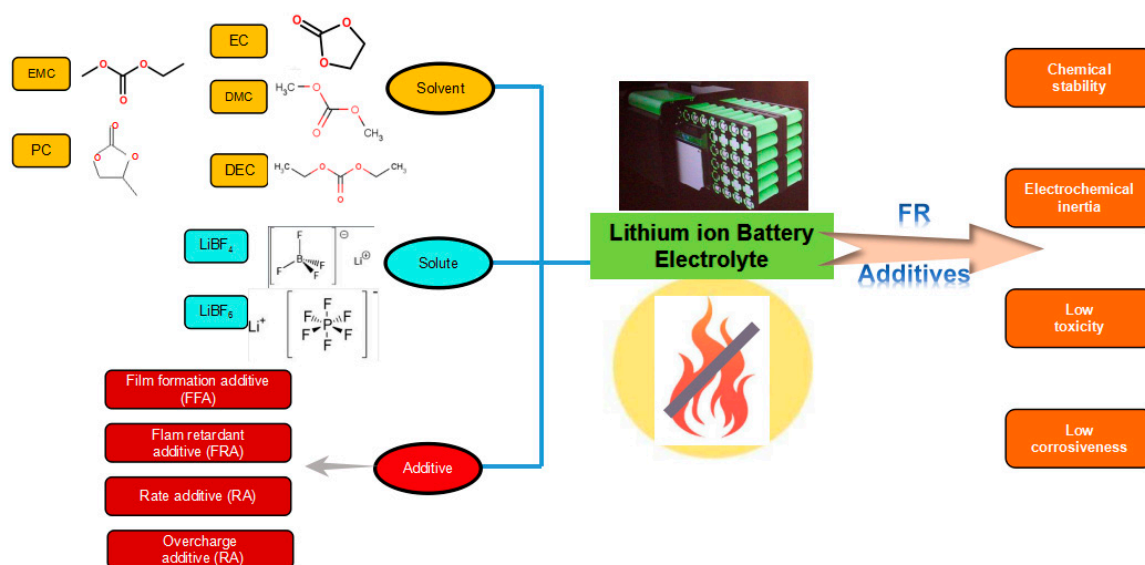 EMC
EC
DMC
PC
DEC
Solvent
LiBF₄
LiBF₆
Solute
Film formation additive
(FFA)
Flam retardant
additive (FRA)
Rate additive (RA)
Overcharge
additive (RA)
Additive
Lithium ion Battery
Electrolyte
FR
Additives
Chemical
stability
Electrochemical
inertia
Low
toxicity
Low
corrosiveness
O
O
O
O
O
O
O
O
O
O
H₃C
O
O
O
CH₃
H₃C
O
O
O
CH₃
F
B
F
F
F
⊖
Li⊕
Li⁺
F
F
F
P
F
F
F
-